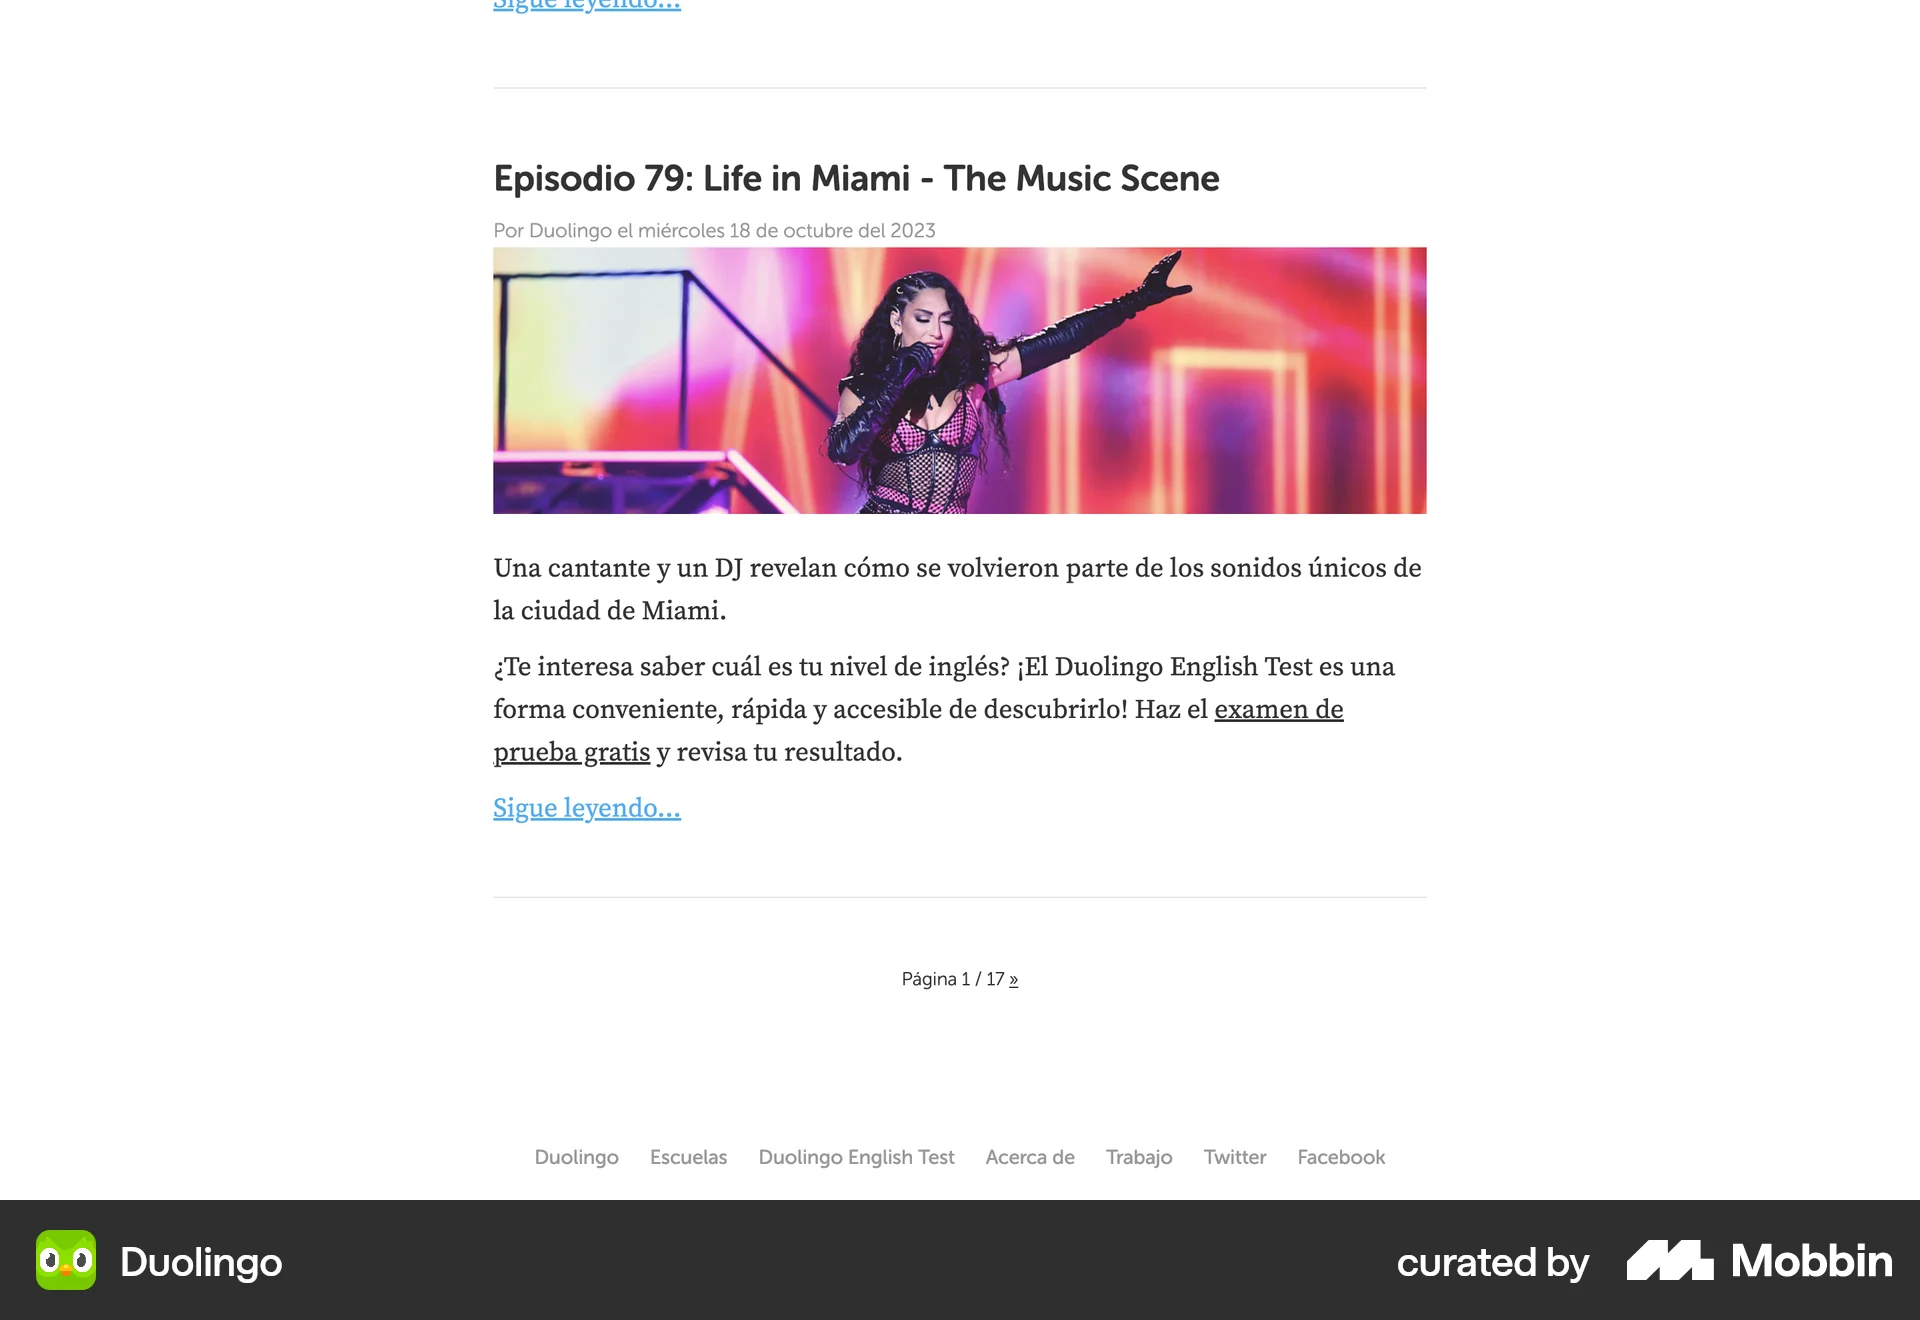 Sigue leyendo...
Episodio 79: Life in Miami - The Music Scene
Por Duolingo el miércoles 18 de octubre del 2023
Una cantante y un DJ revelan cómo se volvieron parte de los sonidos únicos de
la ciudad de Miami.
¿Te interesa saber cuál es tu nivel de inglés? ¡El Duolingo English Test es una
forma conveniente, rápida y accesible de descubrirlo! Haz el examen de
prueba gratis y revisa tu resultado.
Sigue leyendo...
Página 1 / 17 »
Duolingo Escuelas Duolingo English Test Acerca de Trabajo Twitter Facebook
Duolingo curated by Mobbin